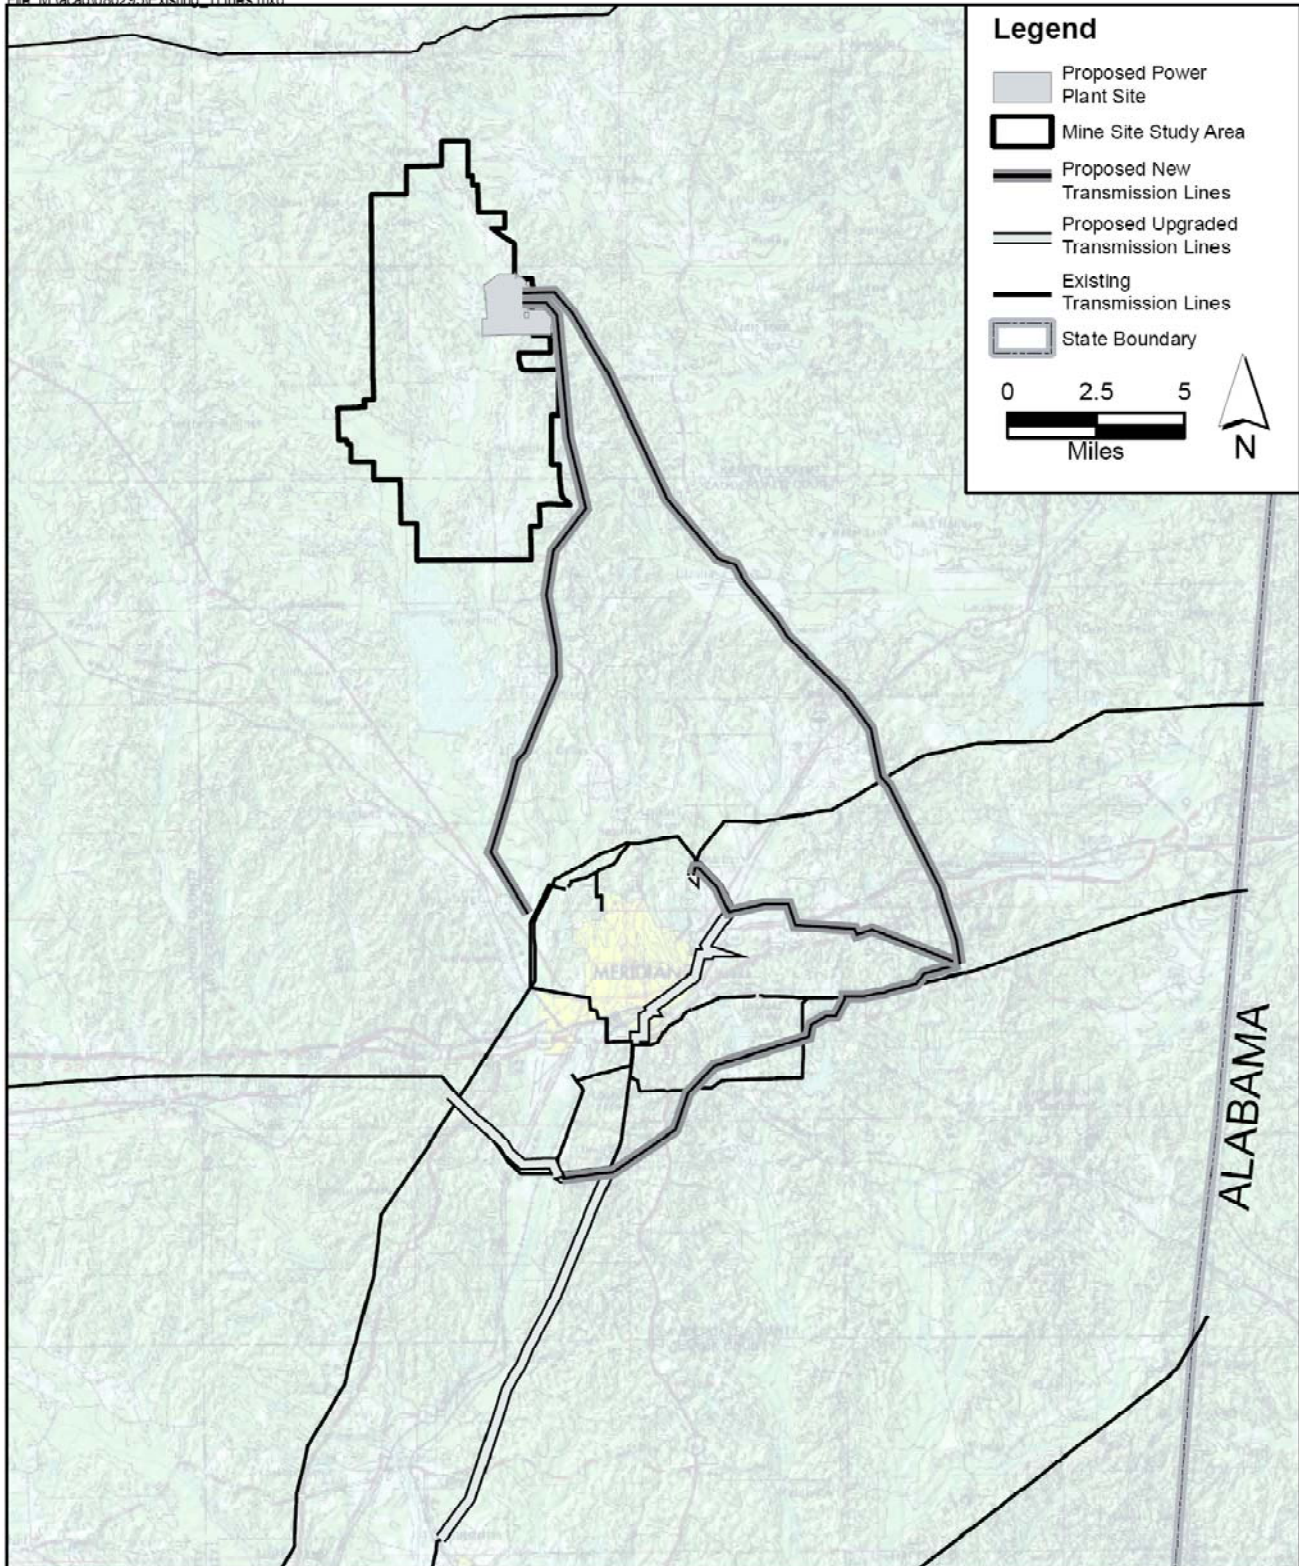 Legend
Proposed Power
Plant Site
Mine Site Study Area
Proposed New
Transmission Lines
Proposed Upgraded
Transmission Lines
Existing
Transmission Lines
State Boundary
0 2.5 5
Miles
N
MERIDIAN
ALABAMA